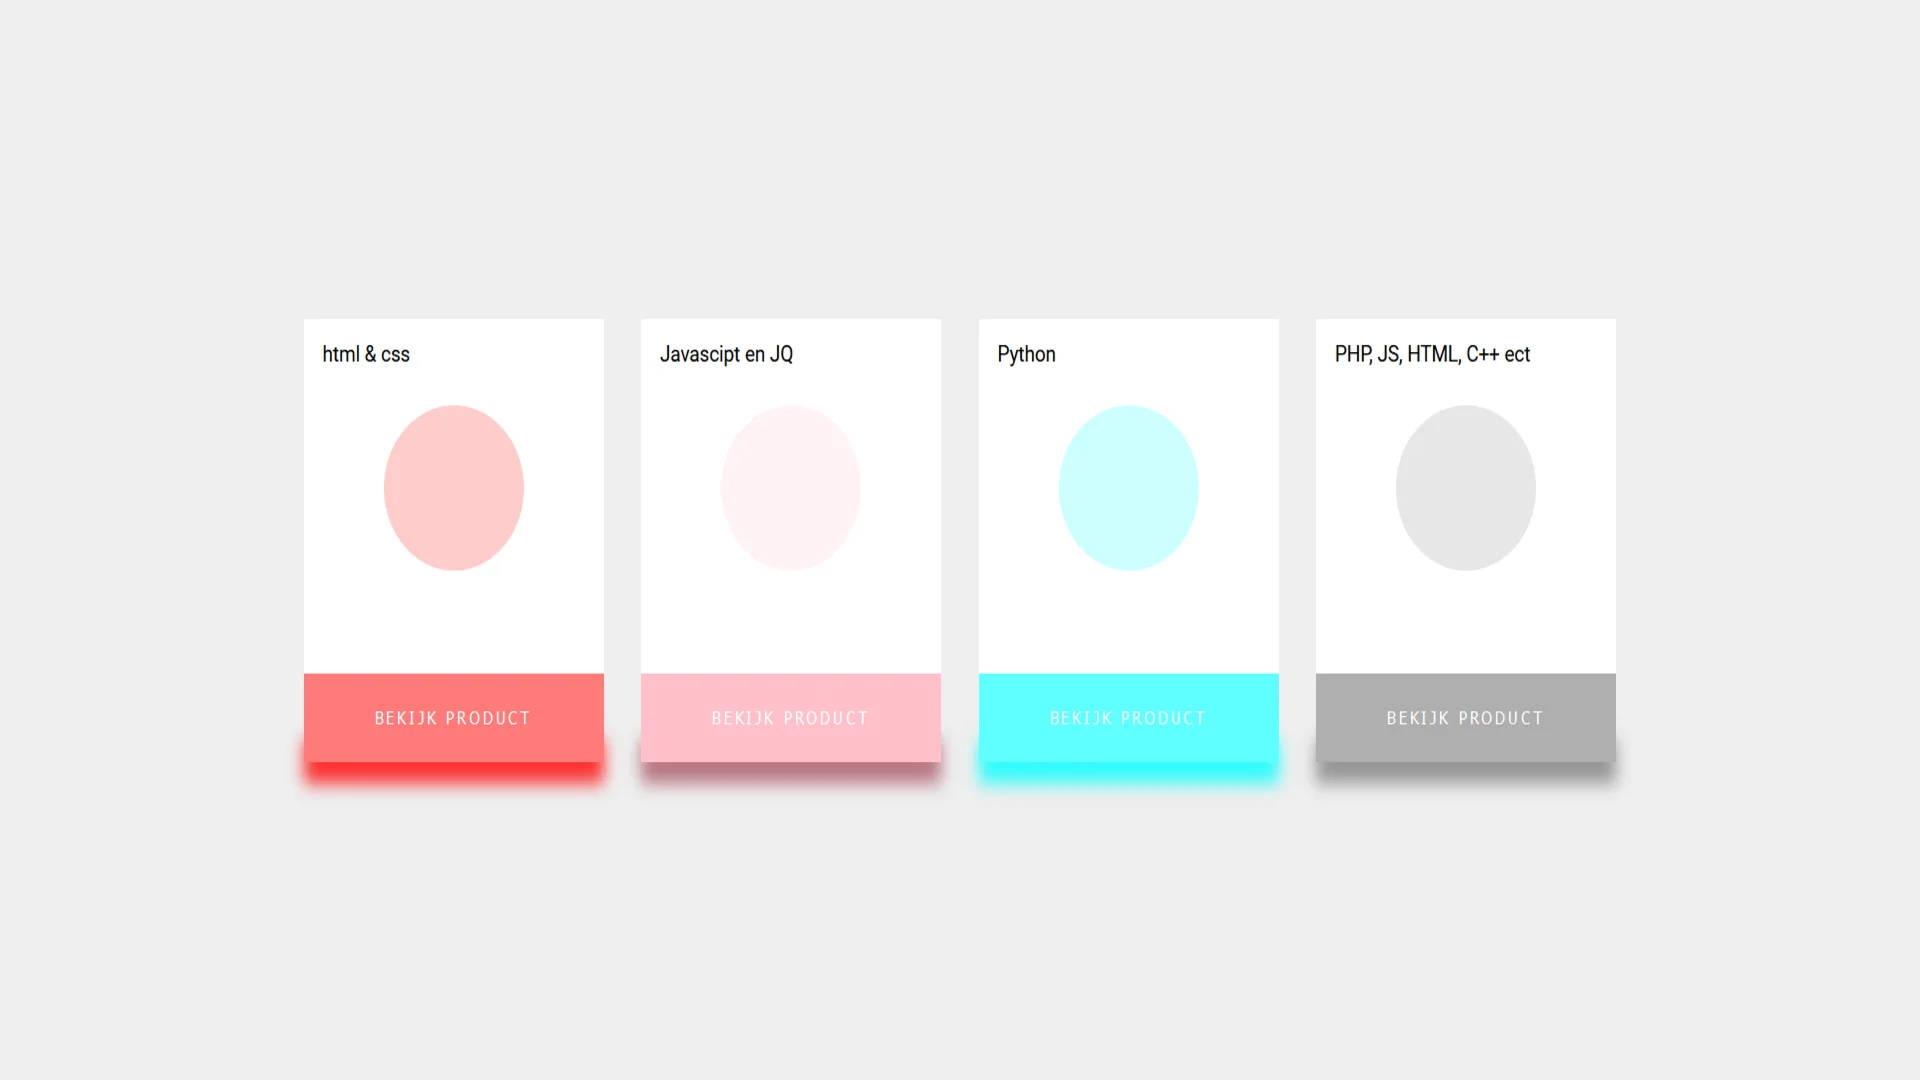 html & css
Javascipt en JQ
Python
PHP, JS, HTML, C++ ect
BEKIJK PRODUCT
BEKIJK PRODUCT
BEKIJK PRODUCT
BEKIJK PRODUCT